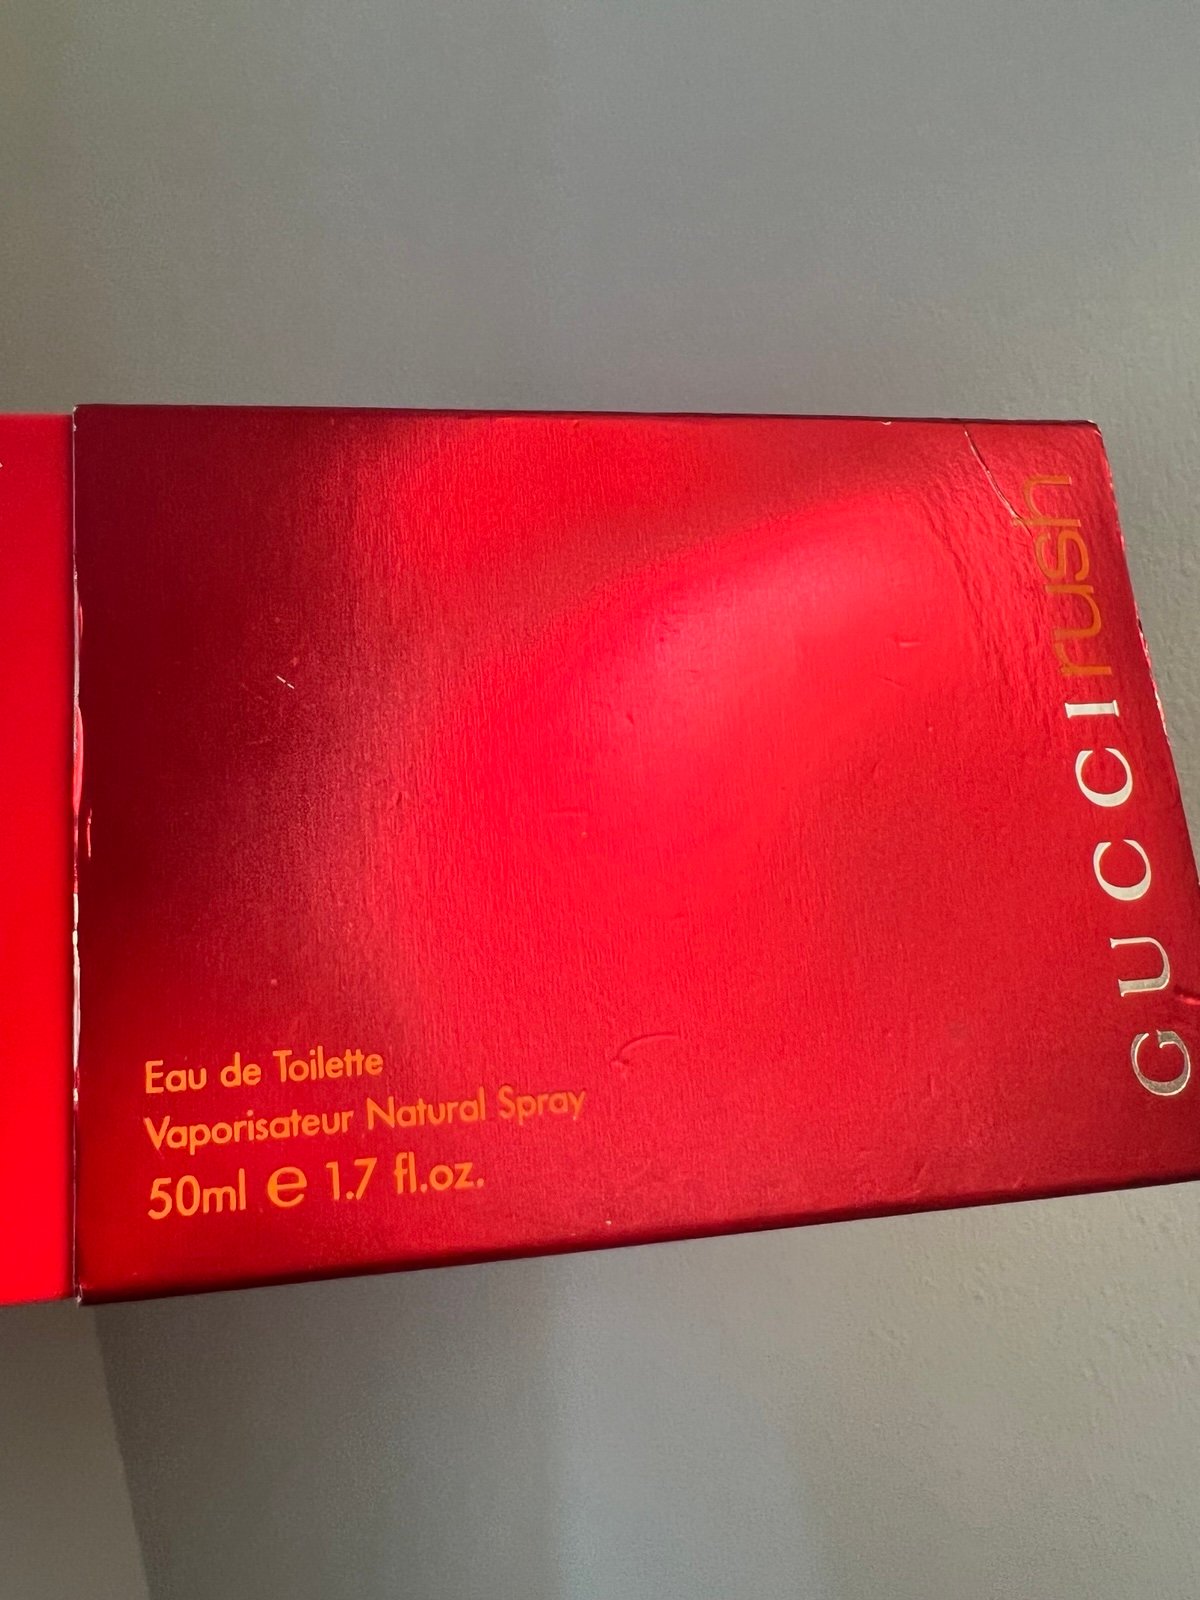 GUCCI rush
Eau de Toilette
Vaporisateur Natural Spray
50ml e 1.7 fl.oz.